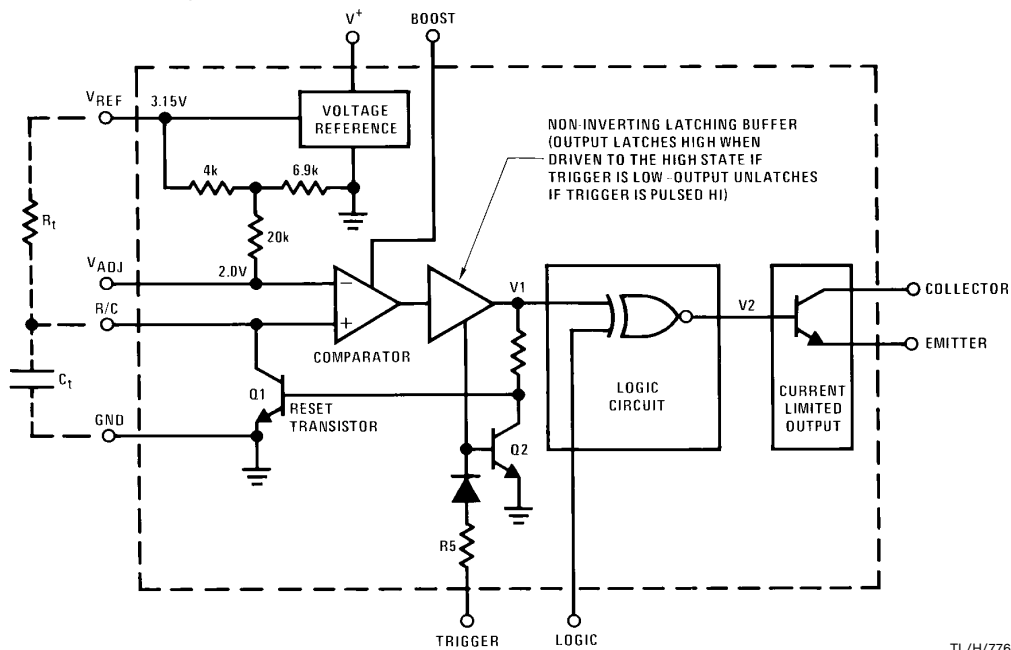 V+
BOOST
VREF
3.15V
VOLTAGE
REFERENCE
NON-INVERTING LATCHING BUFFER
(OUTPUT LATCHES HIGH WHEN
DRIVEN TO THE HIGH STATE IF
TRIGGER IS LOW–OUTPUT UNLATCHES
IF TRIGGER IS PULSED HI)
4k
6.9k
Rt
20k
VADJ
2.0V
R/C
−
+
COMPARATOR
V1
V2
COLLECTOR
EMITTER
Ct
Q1
RESET
TRANSISTOR
LOGIC
CIRCUIT
CURRENT
LIMITED
OUTPUT
GND
Q2
R5
TRIGGER
LOGIC
TL/H/776